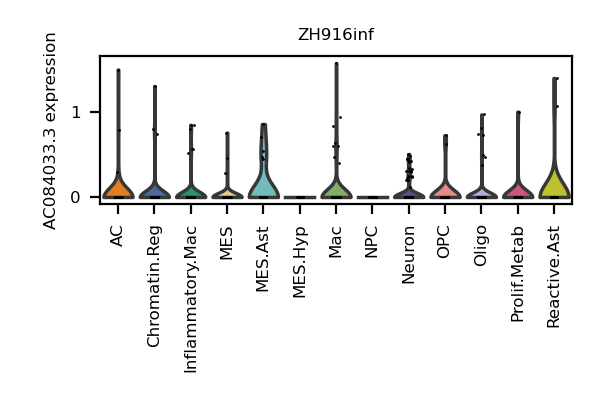 ZH916inf
AC084033.3 expression
1
0
AC
Chromatin.Reg
Inflammatory.Mac
MES
MES.Ast
MES.Hyp
Mac
NPC
Neuron
OPC
Oligo
Prolif.Metab
Reactive.Ast